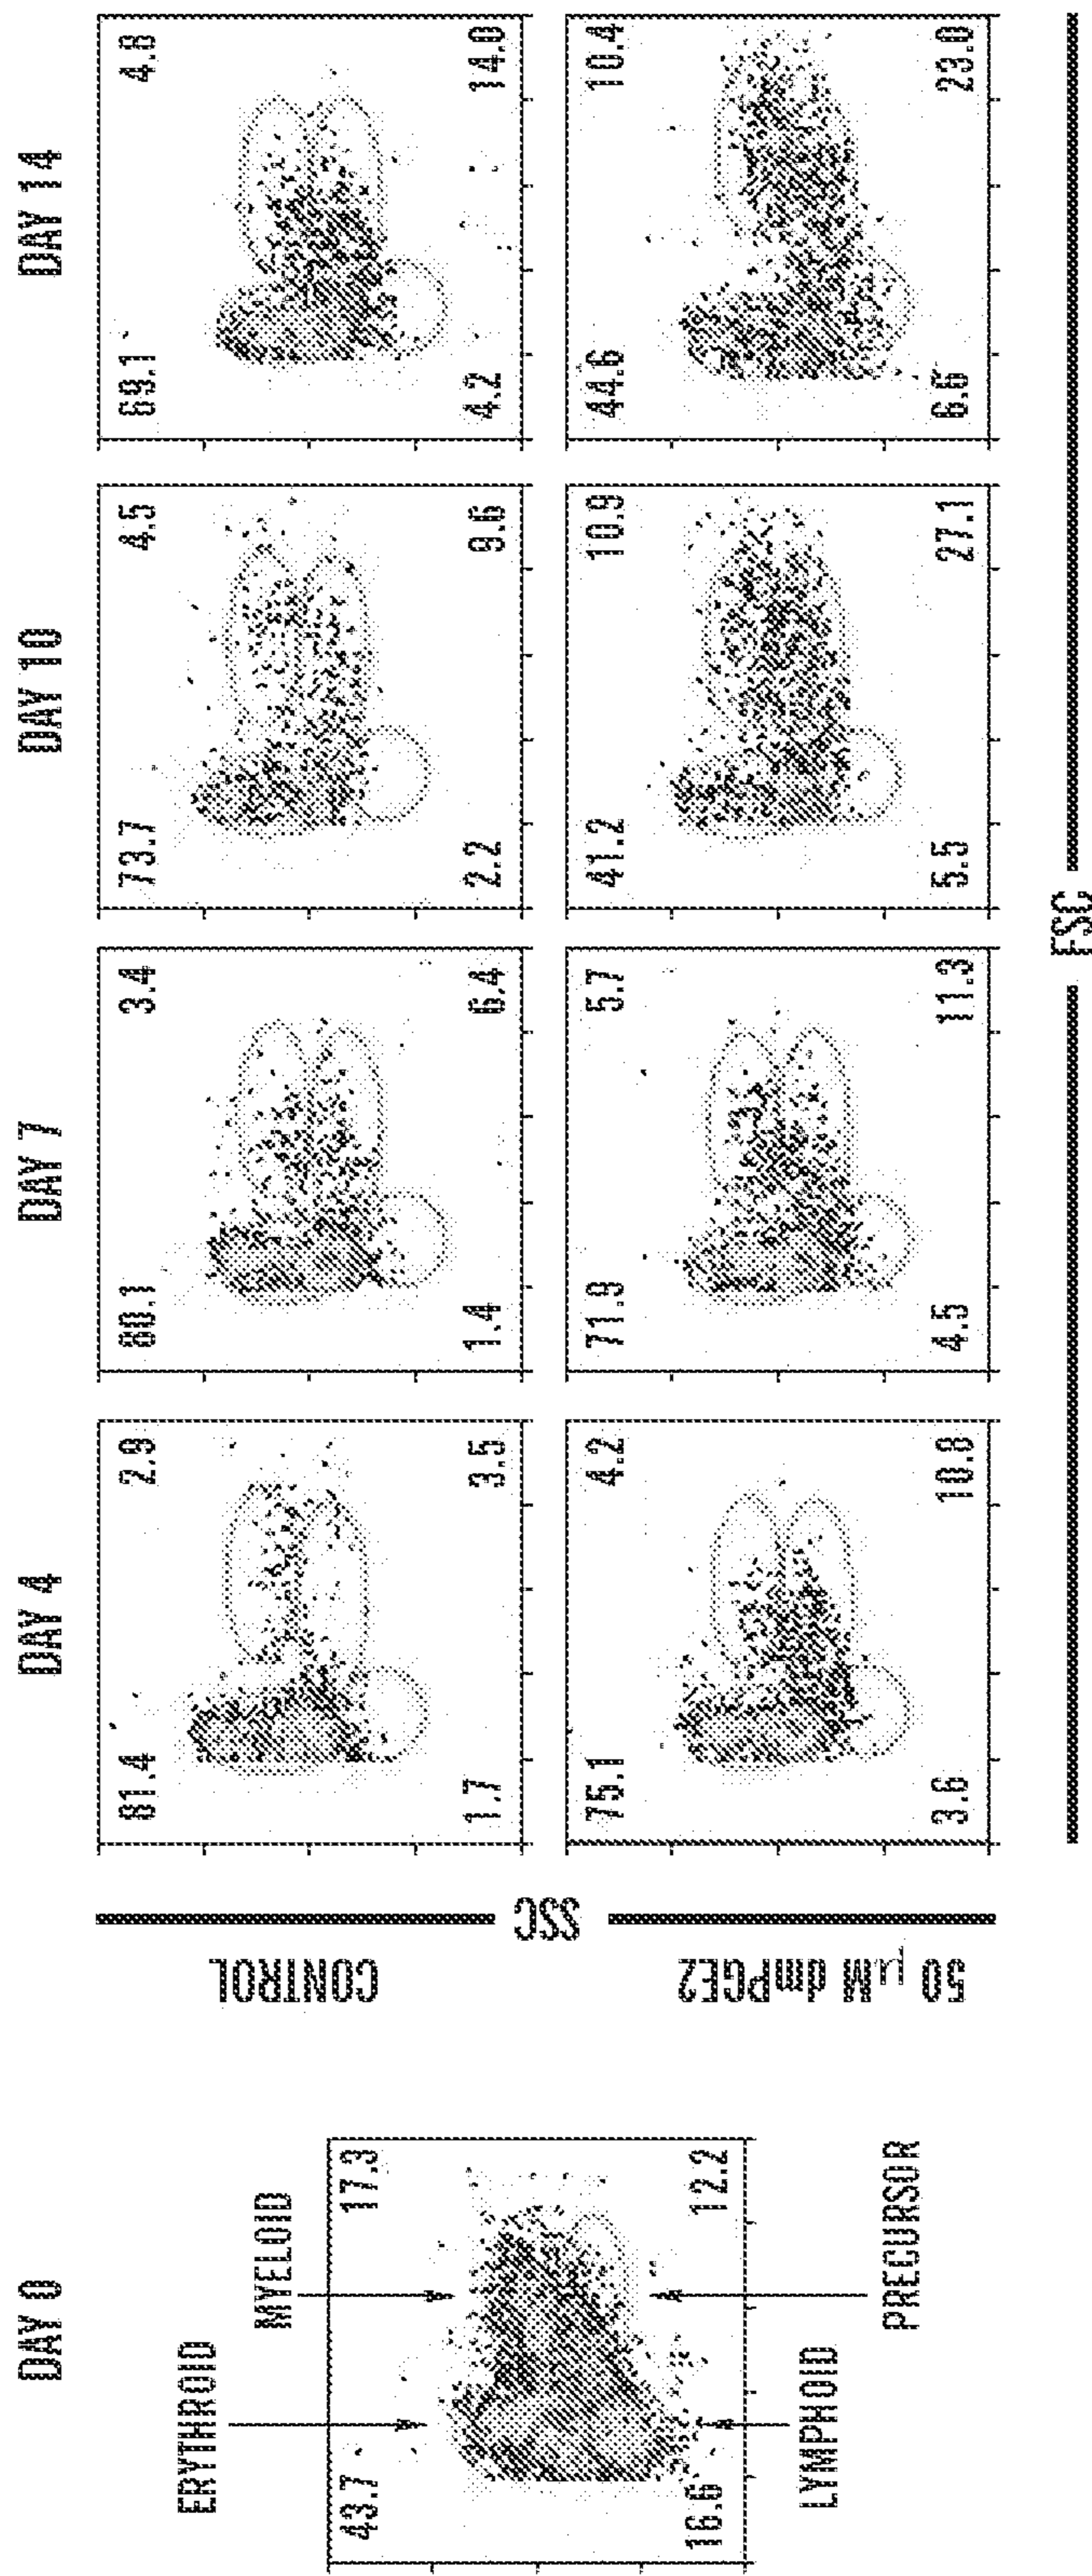 DAY 0
ERYTHROID
MYELOID
43.7
17.3
16.6
12.2
LYMPHOID
PRECURSOR
DAY 4
DAY 7
DAY 10
DAY 14
CONTROL
81.4
2.9
1.7
3.5
80.1
3.4
1.4
6.4
73.7
4.5
2.2
9.6
69.1
4.8
4.2
14.0
SSC
50 μM dmPGE2
75.1
4.2
3.6
10.8
71.9
5.7
4.5
11.3
41.2
10.9
5.5
27.1
44.6
10.4
6.6
23.0
FSC